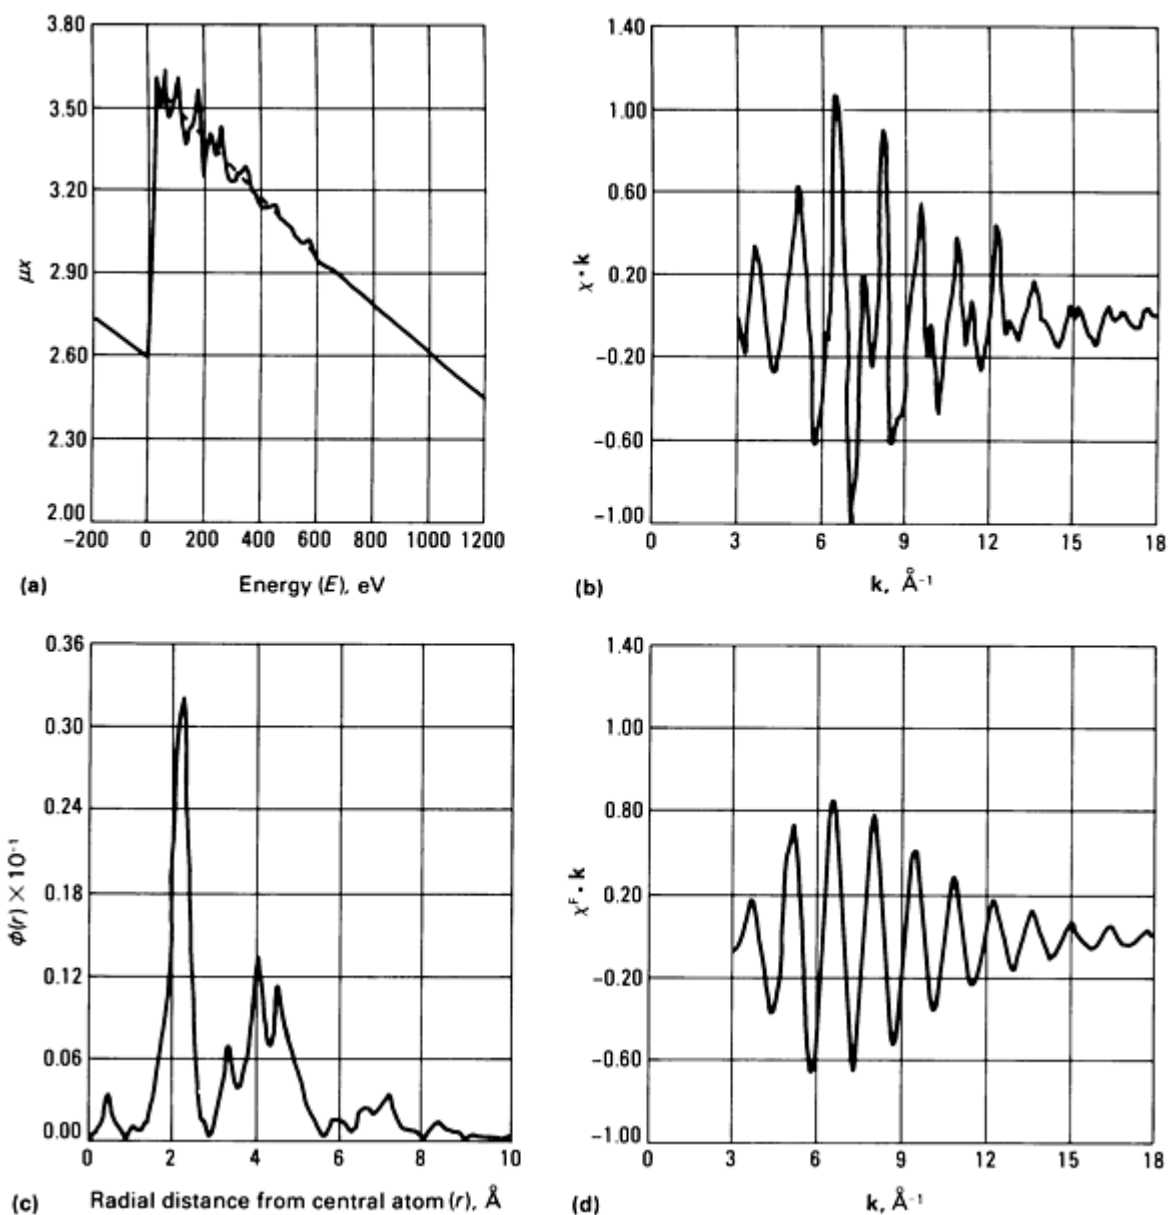 3.80
3.50
3.20
2.90
2.60
2.30
2.00
μx
−200 0 200 400 600 800 1000 1200
(a) Energy (E), eV
1.40
1.00
0.60
0.20
−0.20
−0.60
−1.00
χ • k
0 3 6 9 12 15 18
(b) k, Å⁻¹
0.36
0.30
0.24
0.18
0.12
0.06
0.00
ϕ(r) × 10⁻¹
0 2 4 6 8 10
(c) Radial distance from central atom (r), Å
1.40
1.00
0.80
0.20
−0.20
−0.60
−1.00
χᶠ • k
0 3 6 9 12 15 18
(d) k, Å⁻¹